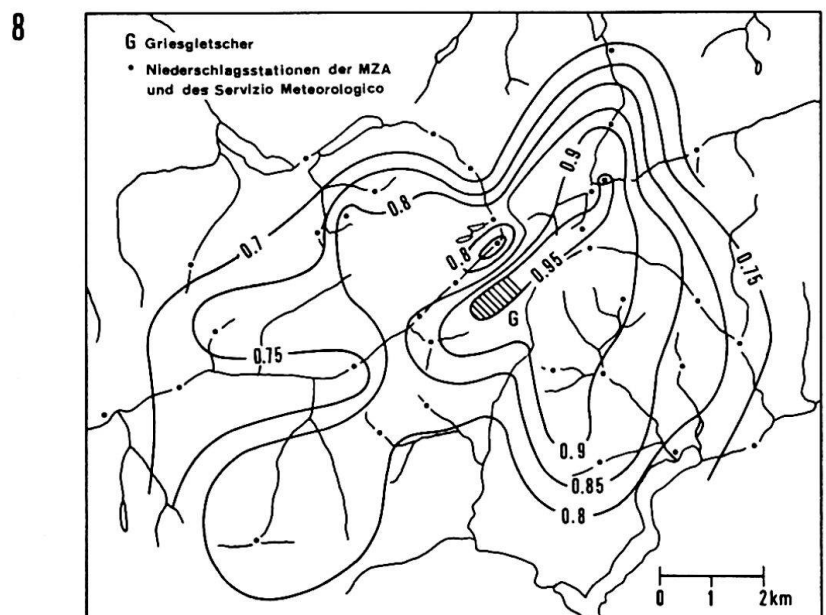 8
G Griesgletscher
• Niederschlagsstationen der MZA
und des Servizio Meteorologico
0.9
0.8
0.7
0.8
0.95
0.75
G
0.75
0.9
0.85
0.8
0 1 2km